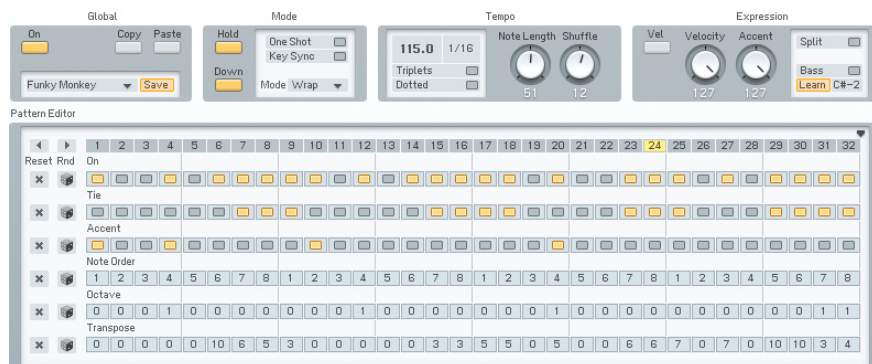 Global Mode Tempo Expression
On Copy Paste Hold One Shot Key Sync 115.0 1/16 Note Length Shuffle Vel Velocity Accent Split
Funky Monkey Save Down Mode Wrap Triplets Dotted 51 12 127 127 Bass Learn C#-2
Pattern Editor
1 2 3 4 5 6 7 8 9 10 11 12 13 14 15 16 17 18 19 20 21 22 23 24 25 26 27 28 29 30 31 32
Reset Rnd On
Tie
Accent
Note Order
1 2 3 4 5 6 7 8 1 2 3 4 5 6 7 8 1 2 3 4 5 6 7 8 1 2 3 4 5 6 7 8
Octave
0 0 0 1 0 0 0 0 0 0 0 1 0 0 0 0 0 0 0 1 0 0 0 0 0 0 0 0 0 0 1 1
Transpose
0 0 0 0 0 10 6 5 3 0 0 0 0 0 3 3 5 5 0 5 0 0 6 6 7 0 7 0 10 10 3 4